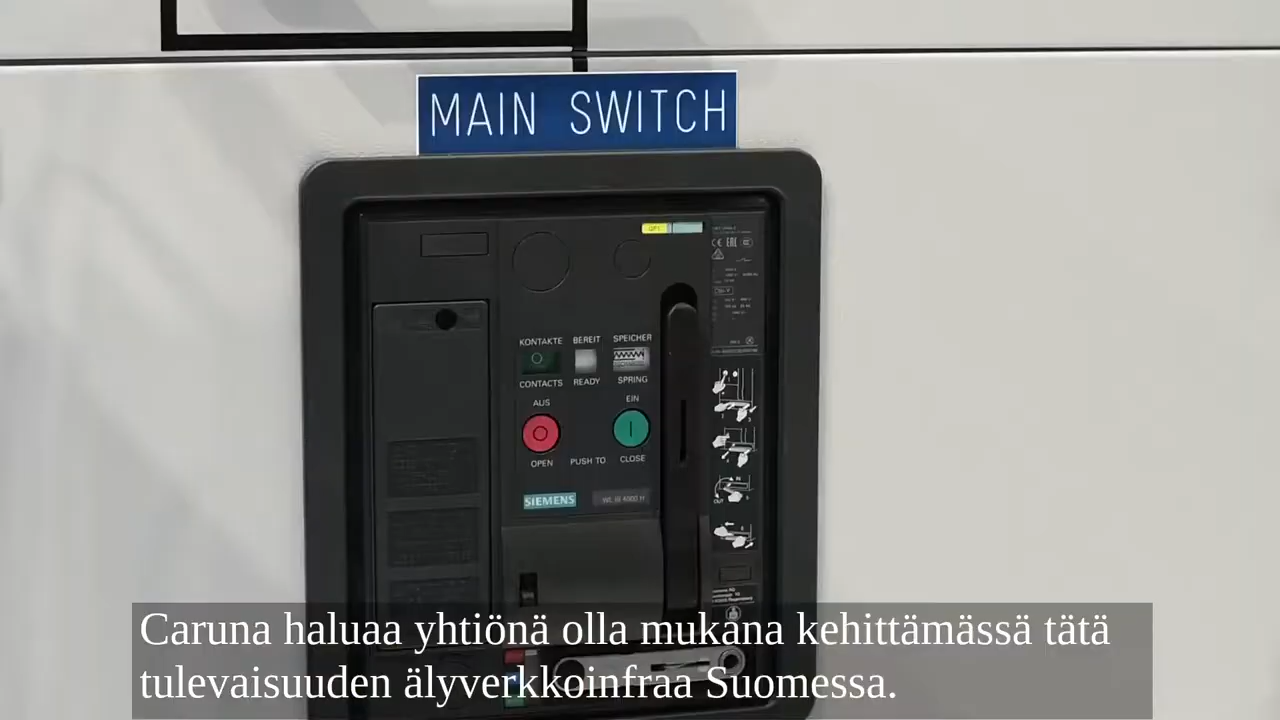 MAIN SWITCH
KONTAKTE BEREIT SPEICHER
CONTACTS READY SPRING
AUS EIN
OPEN PUSH TO CLOSE
SIEMENS
OUT
Caruna haluaa yhtiönä olla mukana kehittämässä tätä
tulevaisuuden älyverkkoinfraa Suomessa.